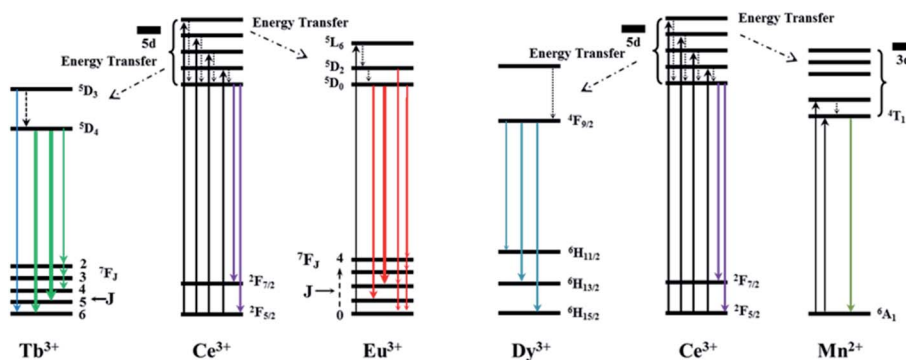 5d
Energy Transfer
Energy Transfer
⁵L₆
⁵D₂
⁵D₀
⁵D₃
⁵D₄
2
3
4
5
6
⁷F_J
J
²F₇/₂
²F₅/₂
4
⁷F_J
J
0
Tb³⁺
Ce³⁺
Eu³⁺
5d
Energy Transfer
Energy Transfer
3d
⁴F₉/₂
⁴T₁
⁶H₁₁/₂
⁶H₁₃/₂
⁶H₁₅/₂
²F₇/₂
²F₅/₂
⁶A₁
Dy³⁺
Ce³⁺
Mn²⁺